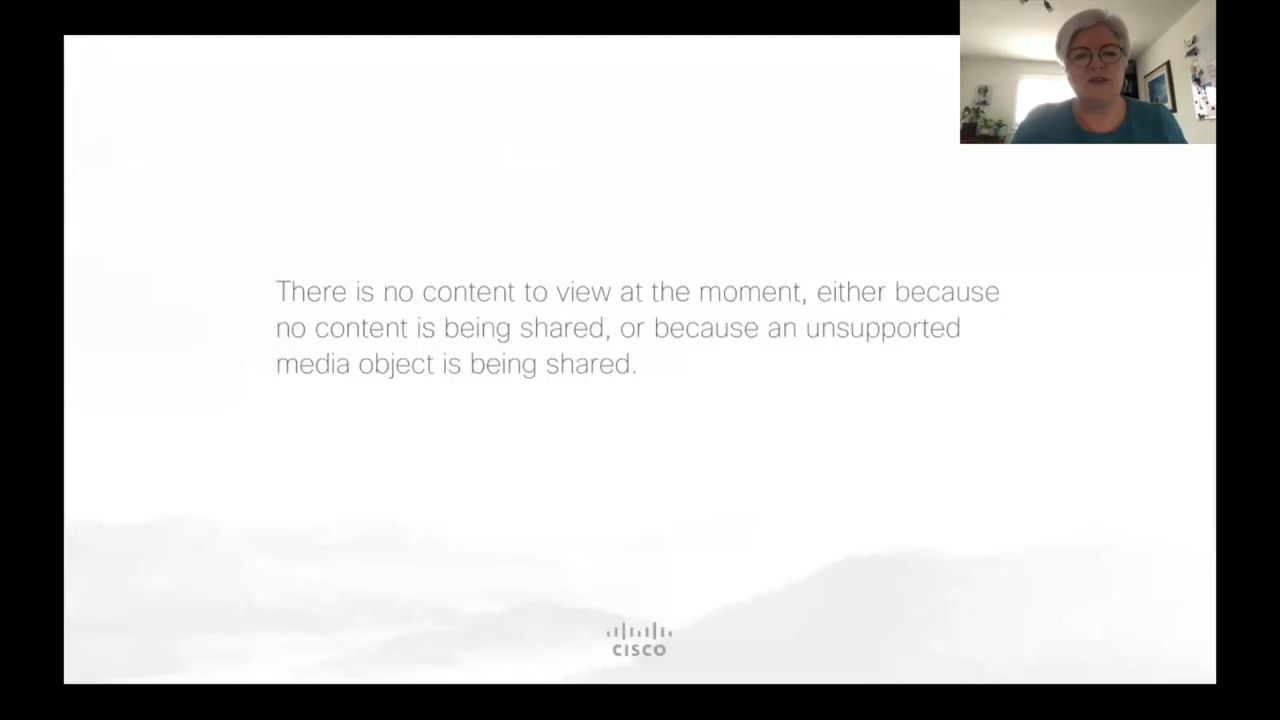 There is no content to view at the moment, either because
no content is being shared, or because an unsupported
media object is being shared.
CISCO